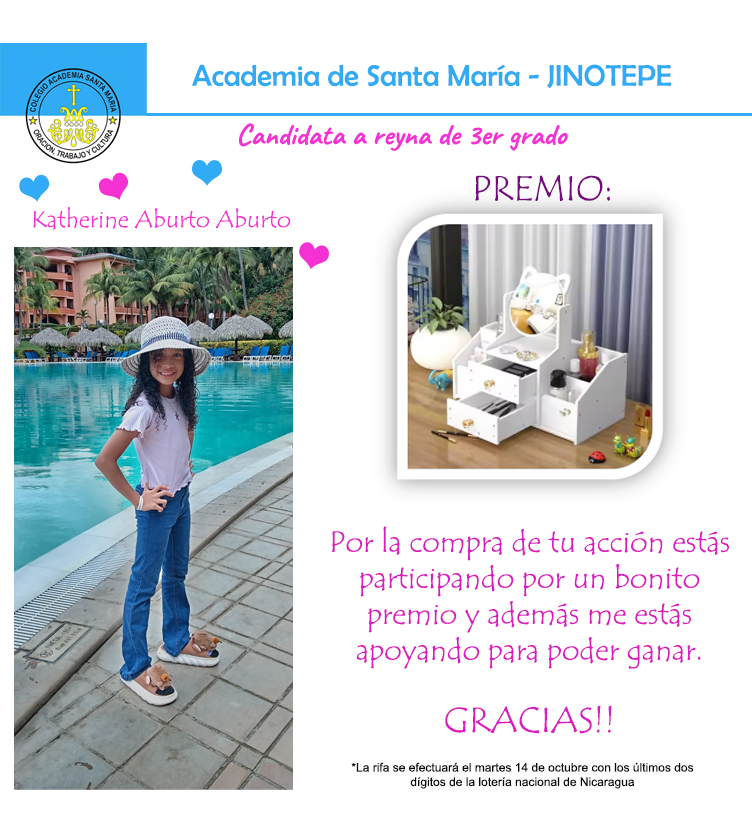 Academia de Santa María - JINOTEPE
COLEGIO ACADEMIA SANTA MARIA
ORACION, TRABAJO Y CULTURA
Candidata a reyna de 3er grado
Katherine Aburto Aburto
PREMIO:
Por la compra de tu acción estás
participando por un bonito
premio y además me estás
apoyando para poder ganar.
GRACIAS!!
*La rifa se efectuará el martes 14 de octubre con los últimos dos
dígitos de la lotería nacional de Nicaragua